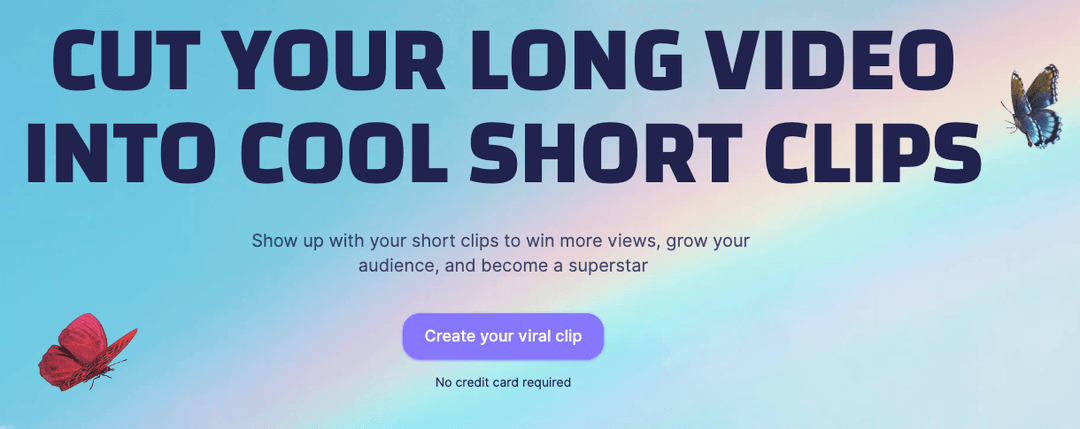 CUT YOUR LONG VIDEO
INTO COOL SHORT CLIPS
Show up with your short clips to win more views, grow your
audience, and become a superstar
Create your viral clip
No credit card required